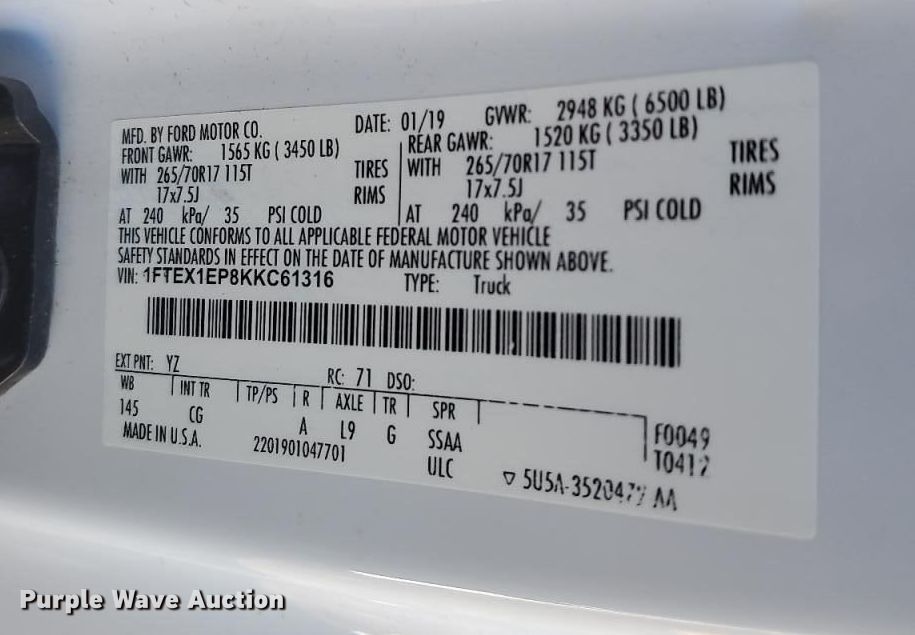 MFD. BY FORD MOTOR CO. DATE: 01/19 GVWR: 2948 KG ( 6500 LB)
FRONT GAWR: 1565 KG ( 3450 LB) REAR GAWR: 1520 KG ( 3350 LB)
WITH 265/70R17 115T TIRES WITH 265/70R17 115T TIRES
17x7.5J RIMS 17x7.5J RIMS
AT 240 kPa/ 35 PSI COLD AT 240 kPa/ 35 PSI COLD
THIS VEHICLE CONFORMS TO ALL APPLICABLE FEDERAL MOTOR VEHICLE
SAFETY STANDARDS IN EFFECT ON THE DATE OF MANUFACTURE SHOWN ABOVE.
VIN: 1FTEX1EP8KKC61316 TYPE: Truck
EXT PNT: YZ RC: 71 DSO:
WB INT TR TP/PS R AXLE TR SPR
145 CG A L9 G SSAA F0049
MADE IN U.S.A. 2201901047701 ULC T0412
Purple Wave Auction